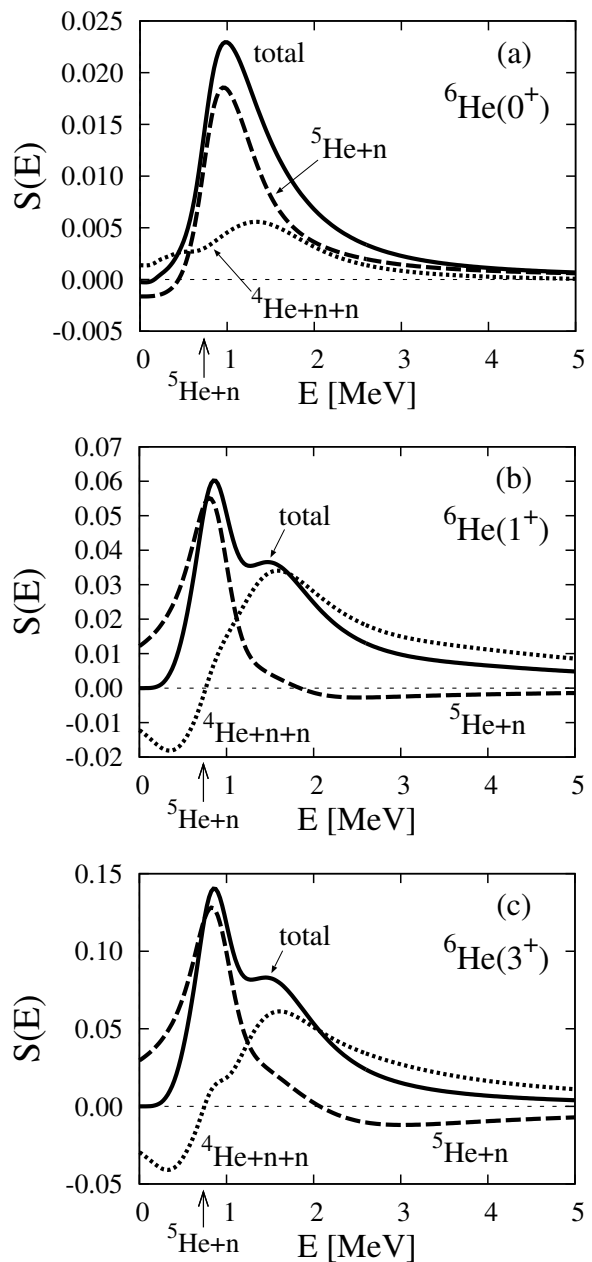 0.025
0.020
0.015
0.010
0.005
0.000
-0.005
S(E)
total
(a)
⁶He(0⁺)
⁵He+n
⁴He+n+n
0 1 2 3 4 5
⁵He+n
E [MeV]
0.07
0.06
0.05
0.04
0.03
0.02
0.01
0.00
-0.01
-0.02
S(E)
(b)
total
⁶He(1⁺)
⁴He+n+n
⁵He+n
0 1 2 3 4 5
⁵He+n
E [MeV]
0.15
0.10
0.05
0.00
-0.05
S(E)
(c)
total
⁶He(3⁺)
⁴He+n+n
⁵He+n
0 1 2 3 4 5
⁵He+n
E [MeV]